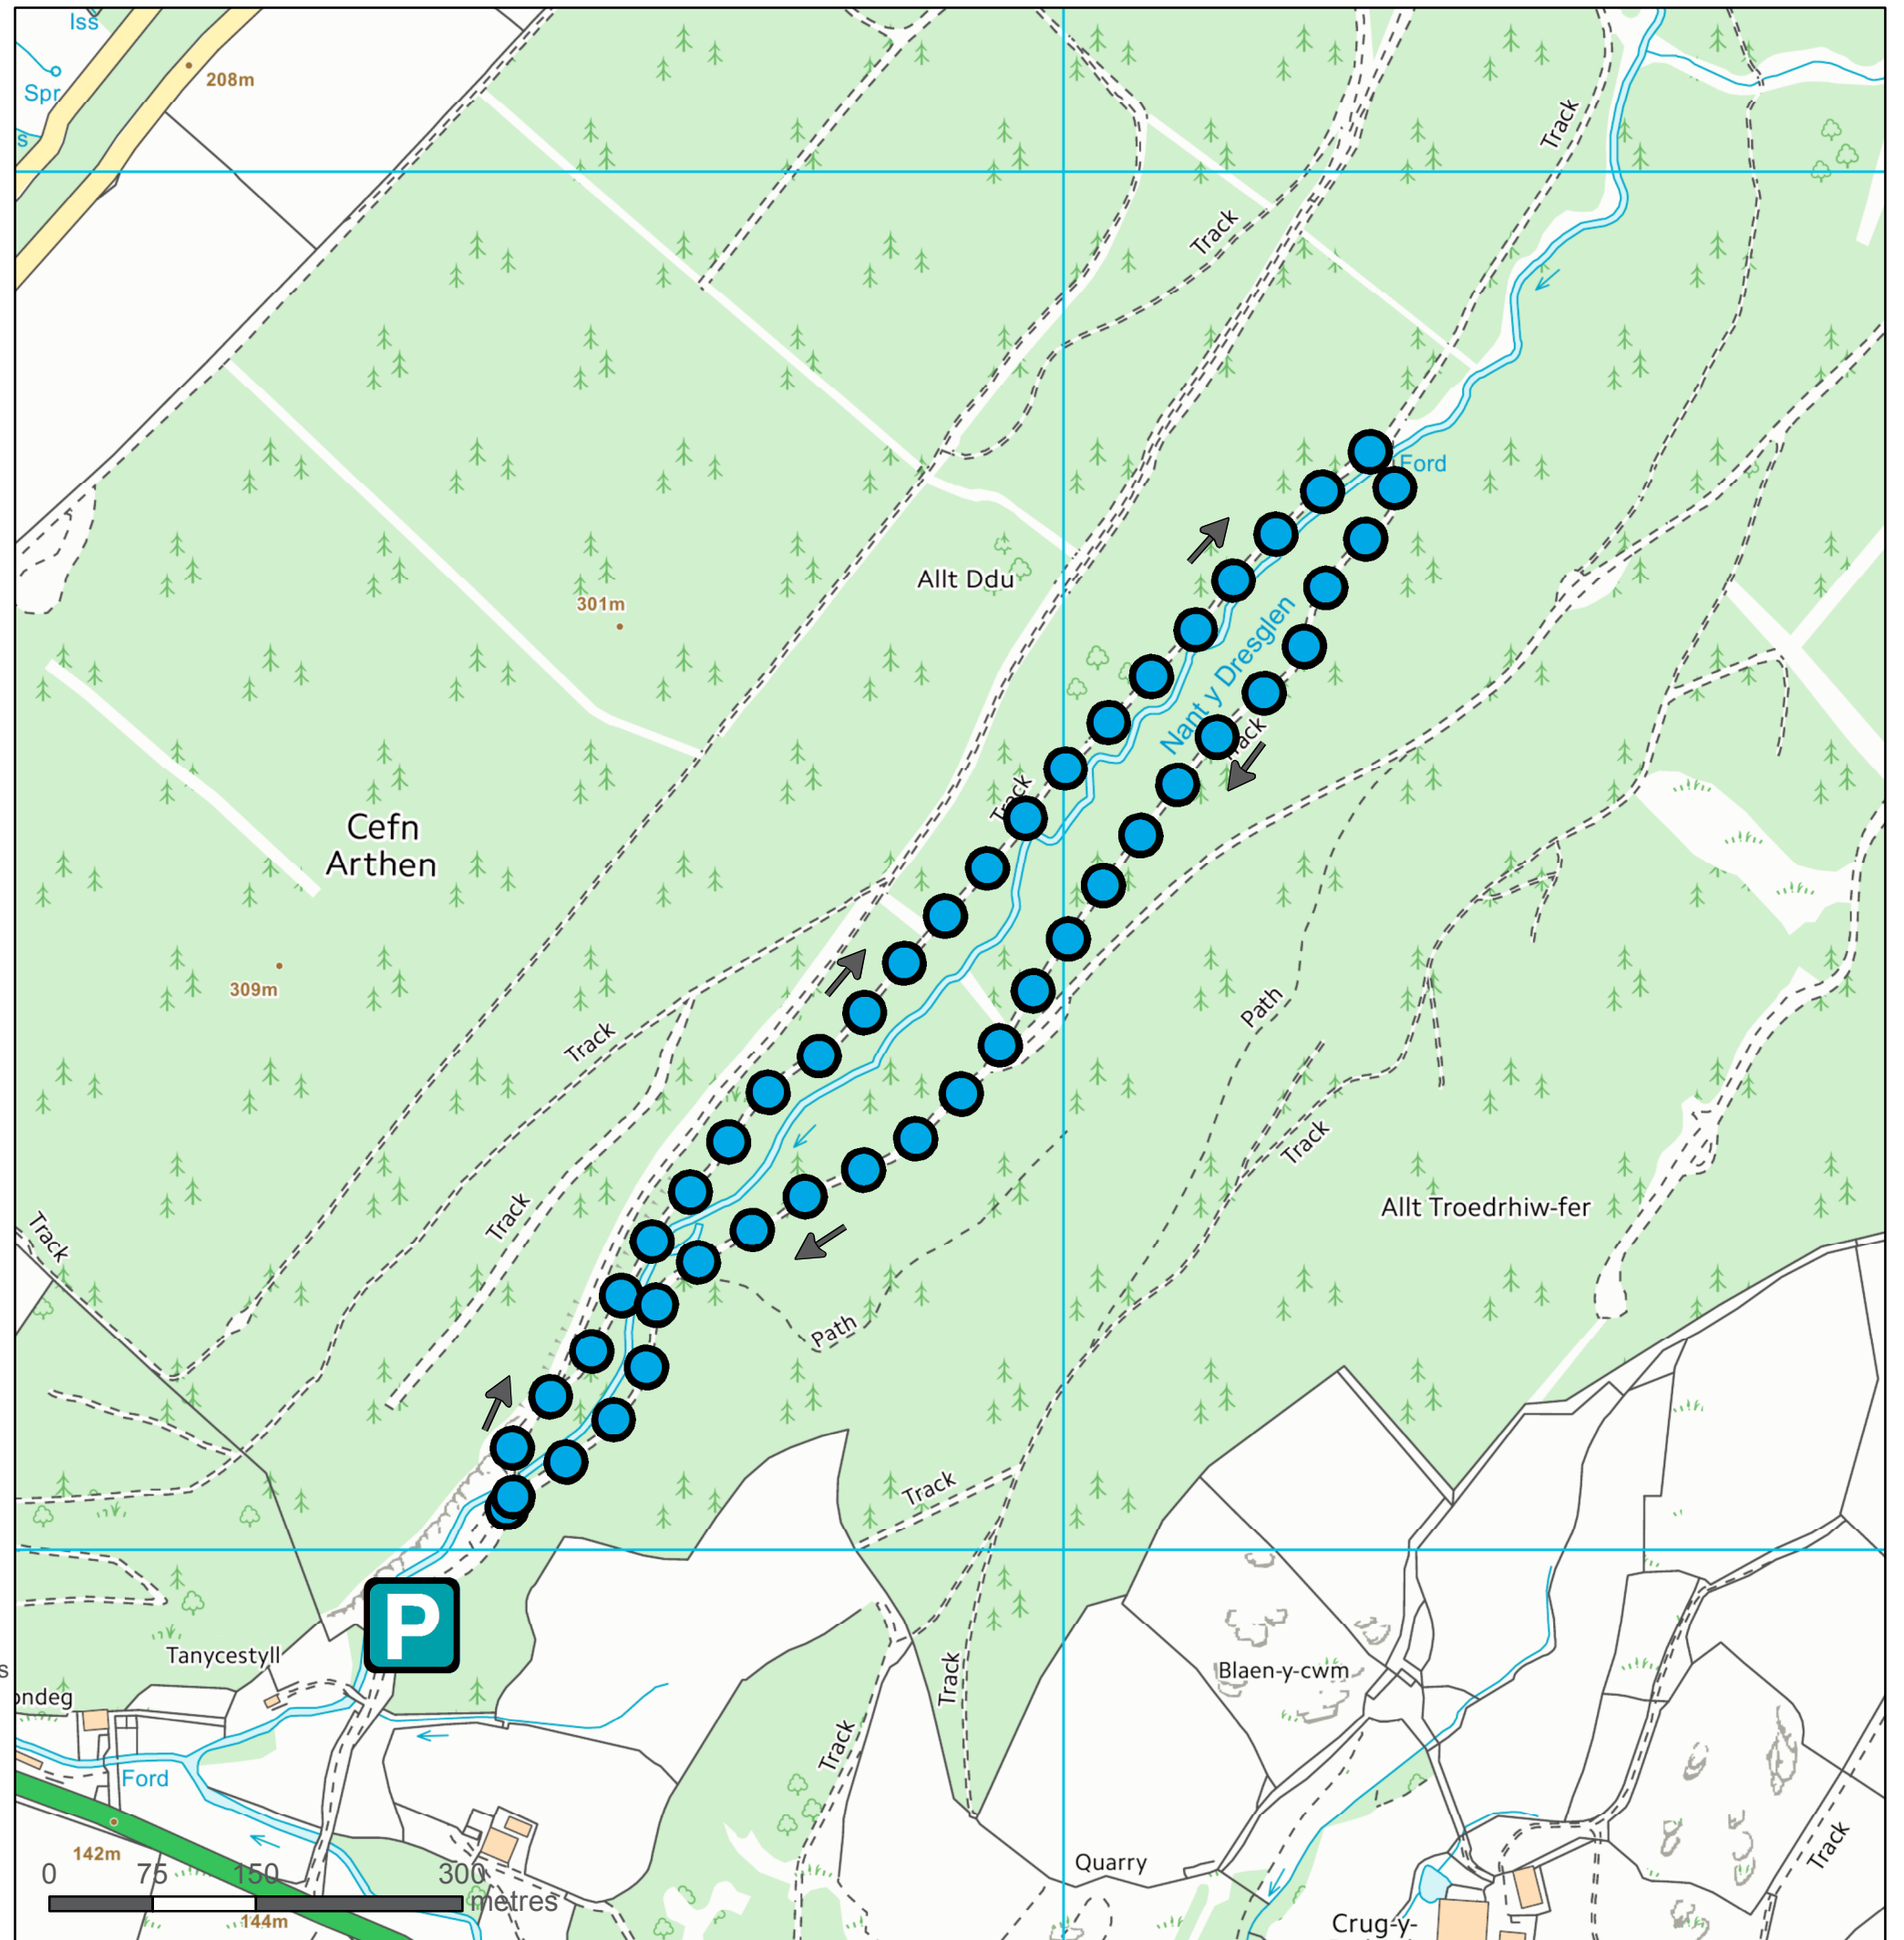 Iss
208m
Spr
s
Track
Track
Ford
Allt Ddu
301m
Nant y Dresglen
Track
Track
Cefn
Arthen
309m
Path
Track
Track
Allt Troedrhiw-fer
Track
Track
Path
Track
P
Tanycestyll
s
ondeg
Track
Blaen-y-cwm
Track
Ford
142m
Quarry
Track
0 75 150 300
metres
144m
Crug-y-